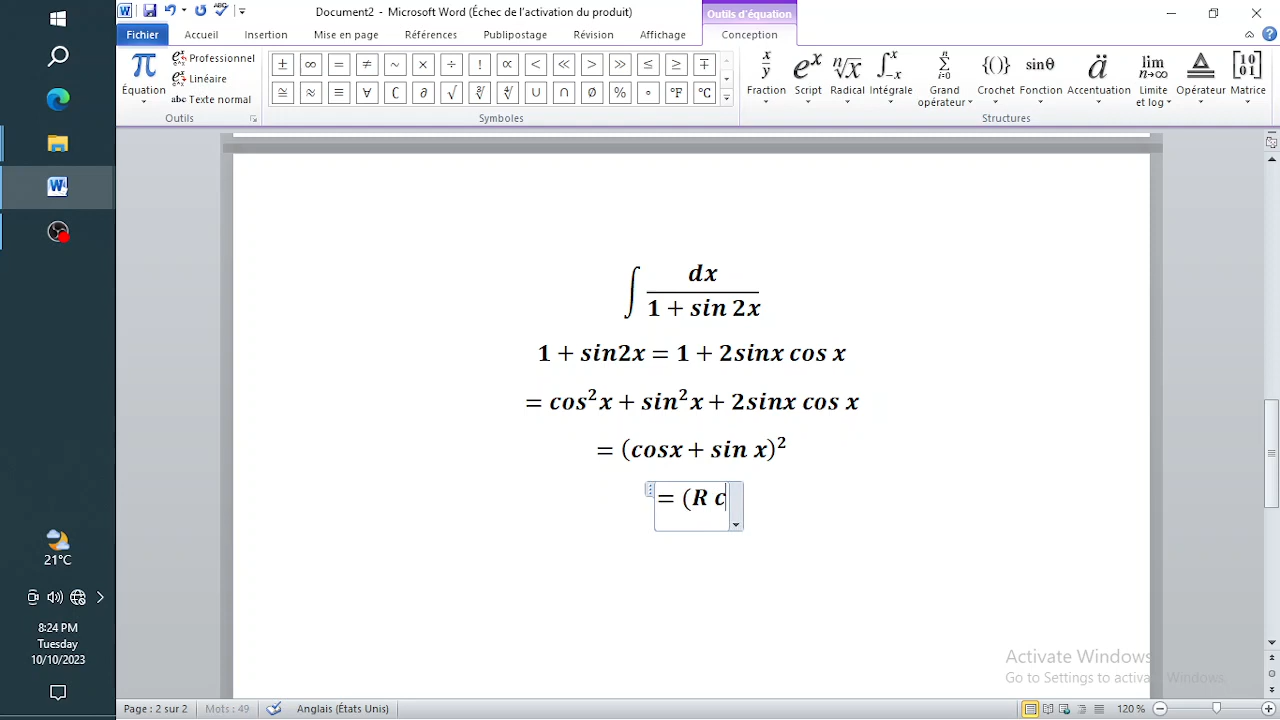 Document2 - Microsoft Word (Échec de l'activation du produit)
Outils d'équation
Fichier Accueil Insertion Mise en page Références Publipostage Révision Affichage Conception
π Équation
Professionnel
Linéaire
abc Texte normal
Outils
± ∞ = ≠ ~ × ÷ ! ∝ < ≪ > ≫ ≤ ≥ ∓
≅ ≈ ≡ ∀ ∁ ∂ √ ∛ ∜ ∪ ∩ ∅ % ° °F °C
Symboles
Fraction Script Radical Intégrale Grand opérateur Crochet Fonction Accentuation Limite et log Opérateur Matrice
Structures
∫ dx / (1 + sin 2x)
1 + sin2x = 1 + 2sinx cos x
= cos²x + sin²x + 2sinx cos x
= (cosx + sin x)²
= (R c
21°C
8:24 PM
Tuesday
10/10/2023
Activate Windows
Go to Settings to activate Windows.
Page : 2 sur 2 Mots : 49 Anglais (États Unis) 120 %